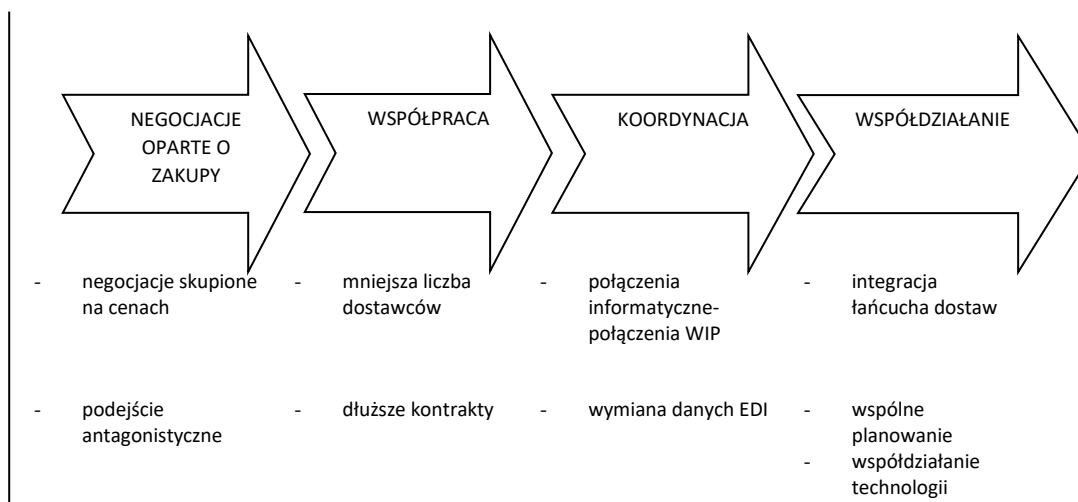 NEGOCJACJE
OPARTE O
ZAKUPY
WSPÓŁPRACA
KOORDYNACJA
WSPÓŁDZIAŁANIE
- negocjacje skupione
na cenach
- podejście
antagonistyczne
- mniejsza liczba
dostawców
- dłuższe kontrakty
- połączenia
informatyczne-
połączenia WIP
- wymiana danych EDI
- integracja
łańcucha dostaw
- wspólne
planowanie
- współdziałanie
technologii